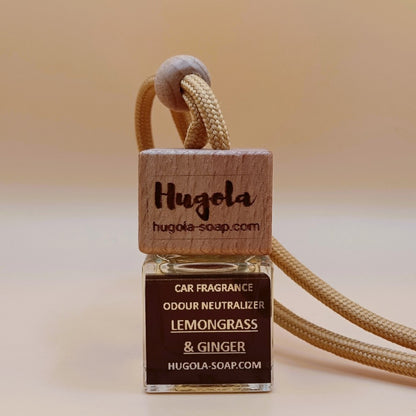 Hugola
hugola-soap.com
CAR FRAGRANCE
ODOUR NEUTRALIZER
LEMONGRASS
& GINGER
HUGOLA-SOAP.COM